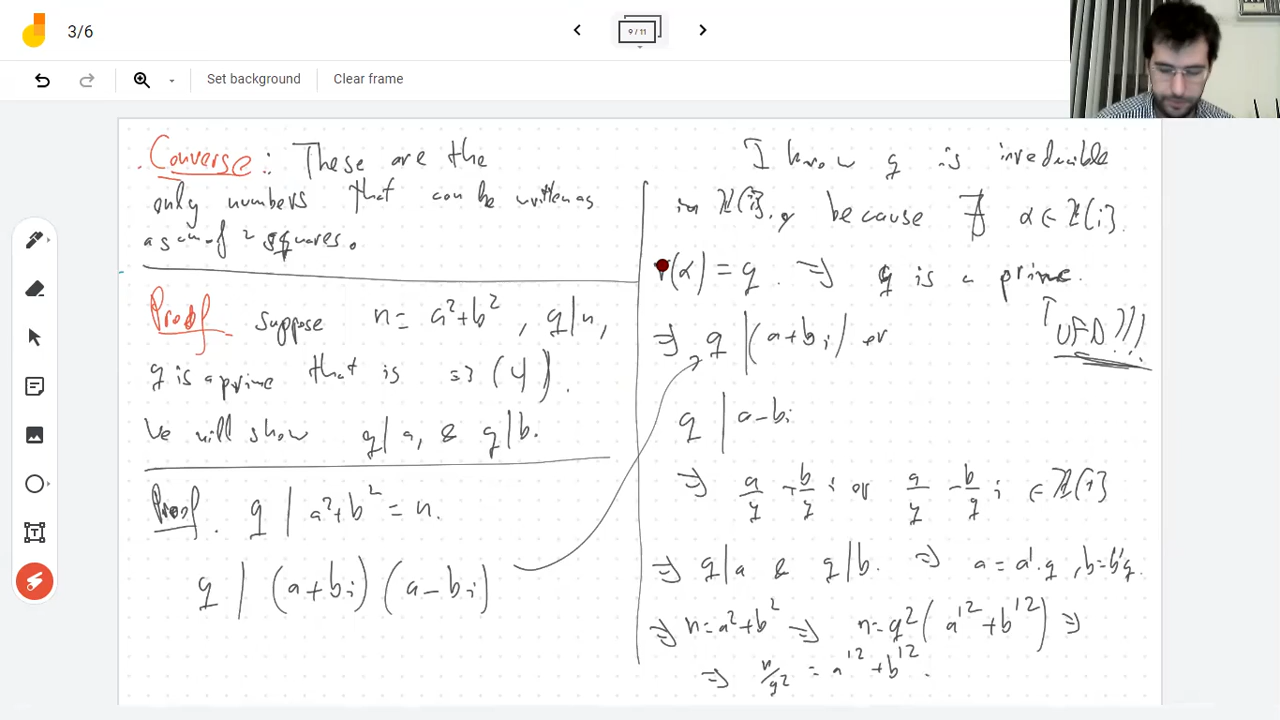 3/6
9 / 11
Set background
Clear frame
Converse: These are the
only numbers that can be written as
a sum of 2 squares.
Proof Suppose n = a²+b², q|n,
q is a prime that is ≡3 (4).
We will show q|a, & q|b.
Proof. q | a²+b² = n.
q | (a+bi)(a-bi)
I know q is irreducible
in ℤ[i], because ∄ α∈ℤ[i].
(α) = q. ⇒ q is a prime.
⇒ q |(a+bi) or
UFD!!!
q | a-bi
⇒ a/q + b/q i or a/q - b/q i ∈ ℤ[i]
⇒ q|a & q|b. ⇒ a = a'·q, b=b'q.
⇒ n=a²+b² ⇒ n=q²(a'²+b'²) ⇒
⇒ n/q² = a'²+b'².